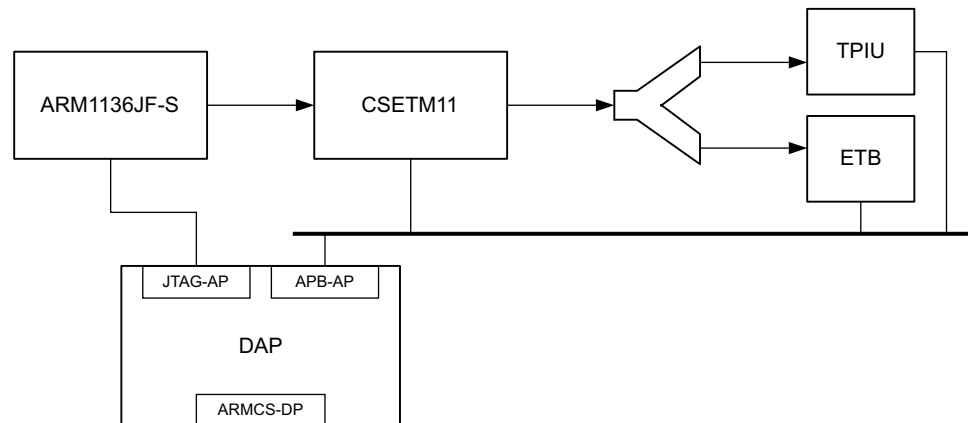 TPIU
ARM1136JF-S
CSETM11
ETB
JTAG-AP
APB-AP
DAP
ARMCS-DP